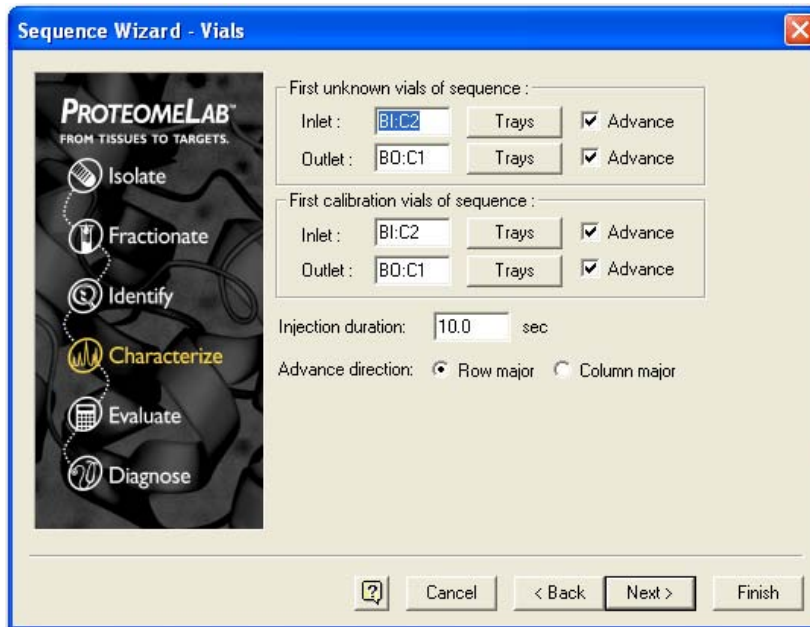 Sequence Wizard - Vials
PROTEOMELAB™
FROM TISSUES TO TARGETS.
Isolate
Fractionate
Identify
Characterize
Evaluate
Diagnose
First unknown vials of sequence :
Inlet : BI:C2 Trays Advance
Outlet : BO:C1 Trays Advance
First calibration vials of sequence :
Inlet : BI:C2 Trays Advance
Outlet : BO:C1 Trays Advance
Injection duration: 10.0 sec
Advance direction: Row major Column major
? Cancel < Back Next > Finish